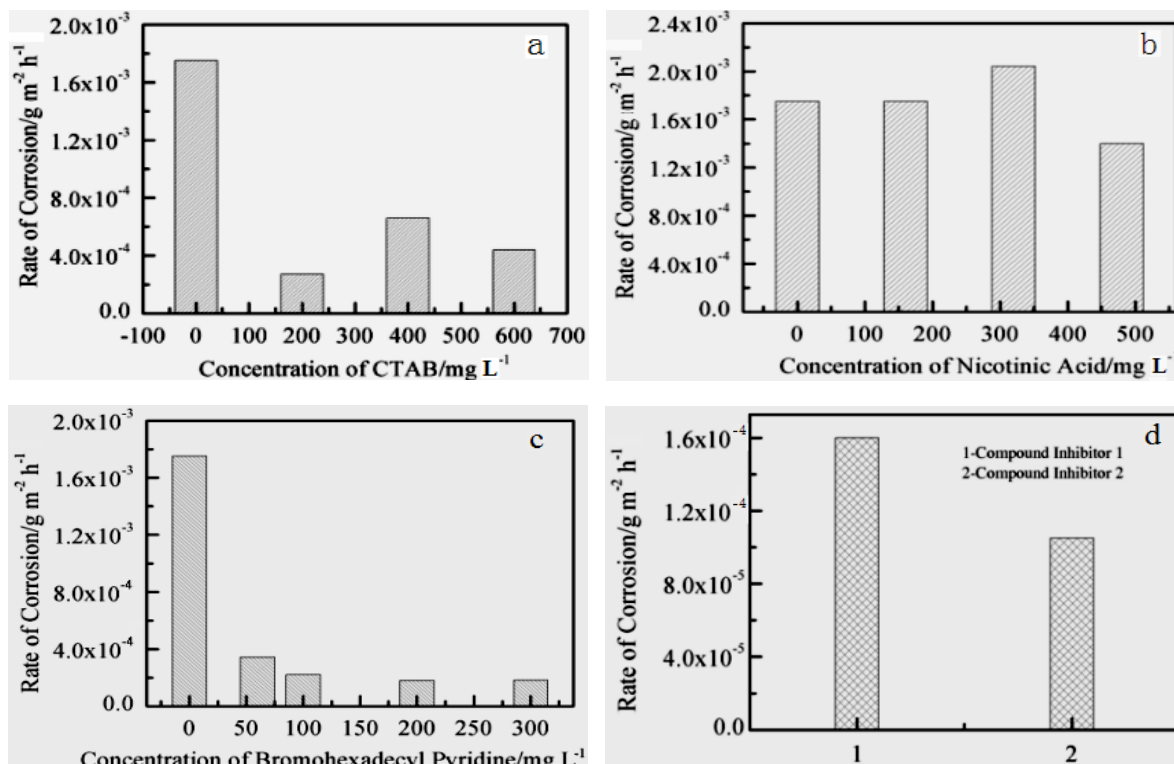 a
2.0x10⁻³
1.6x10⁻³
1.2x10⁻³
8.0x10⁻⁴
4.0x10⁻⁴
0.0
Rate of Corrosion/g m⁻² h⁻¹
-100 0 100 200 300 400 500 600 700
Concentration of CTAB/mg L⁻¹
b
2.4x10⁻³
2.0x10⁻³
1.6x10⁻³
1.2x10⁻³
8.0x10⁻⁴
4.0x10⁻⁴
0.0
Rate of Corrosion/g m⁻² h⁻¹
0 100 200 300 400 500
Concentration of Nicotinic Acid/mg L⁻
c
2.0x10⁻³
1.6x10⁻³
1.2x10⁻³
8.0x10⁻⁴
4.0x10⁻⁴
0.0
Rate of Corrosion/g m⁻² h⁻¹
0 50 100 150 200 250 300
Concentration of Bromohexadecyl Pyridine/mg L⁻¹
d
1.6x10⁻⁴
1.2x10⁻⁴
8.0x10⁻⁵
4.0x10⁻⁵
0.0
Rate of Corrosion/g m⁻² h⁻¹
1-Compound Inhibitor 1
2-Compound Inhibitor 2
1 2